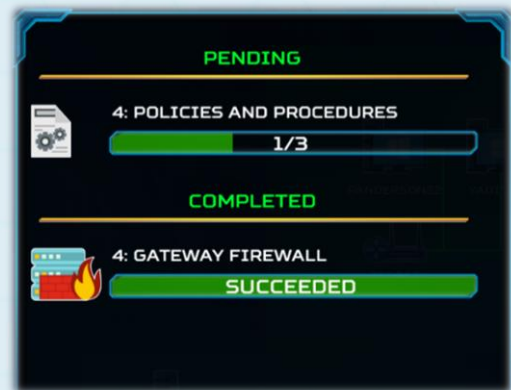 PENDING
4: POLICIES AND PROCEDURES
1/3
COMPLETED
4: GATEWAY FIREWALL
SUCCEEDED